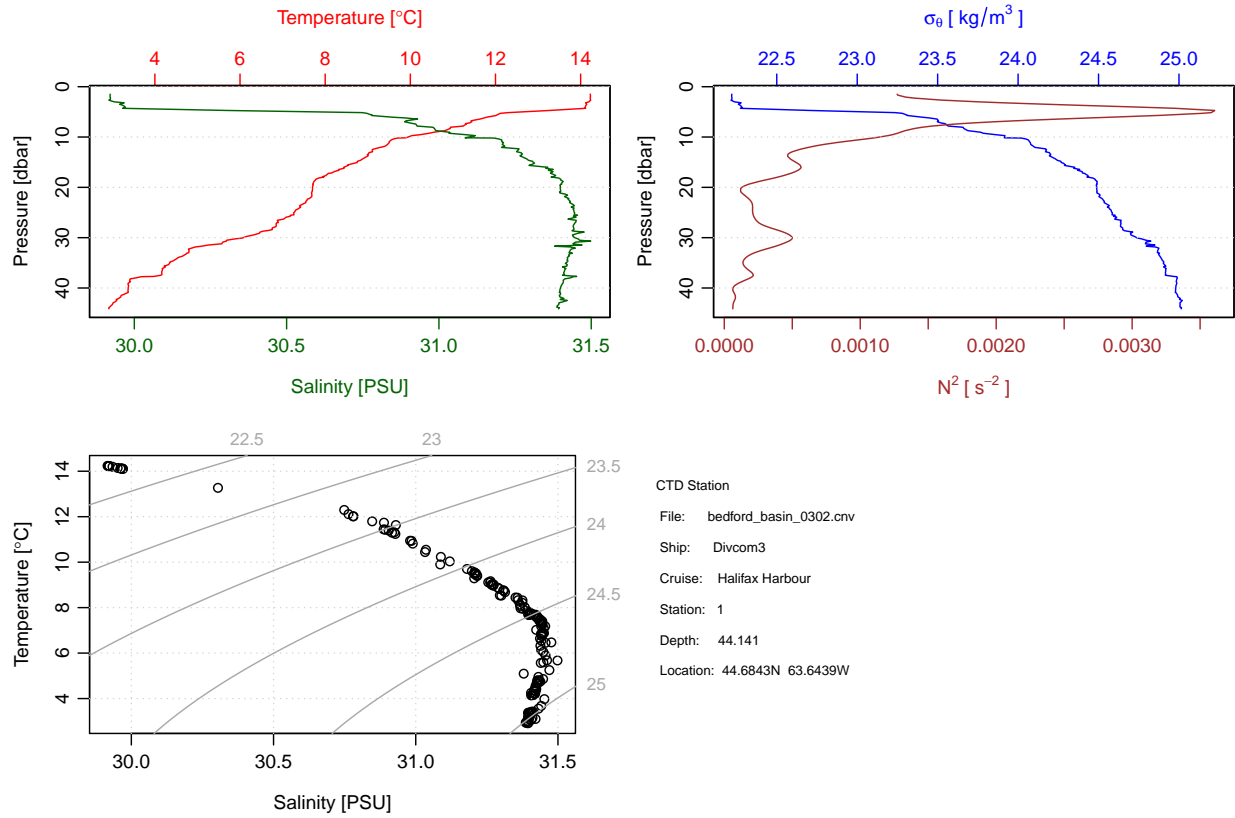 Temperature [°C]
4 6 8 10 12 14
Pressure [dbar]
0
10
20
30
40
30.0 30.5 31.0 31.5
Salinity [PSU]
σθ [ kg/m³ ]
22.5 23.0 23.5 24.0 24.5 25.0
Pressure [dbar]
0
10
20
30
40
0.0000 0.0010 0.0020 0.0030
N² [ s⁻² ]
22.5 23
23.5
24
24.5
25
Temperature [°C]
14
12
10
8
6
4
30.0 30.5 31.0 31.5
Salinity [PSU]
CTD Station
File: bedford_basin_0302.cnv
Ship: Divcom3
Cruise: Halifax Harbour
Station: 1
Depth: 44.141
Location: 44.6843N 63.6439W